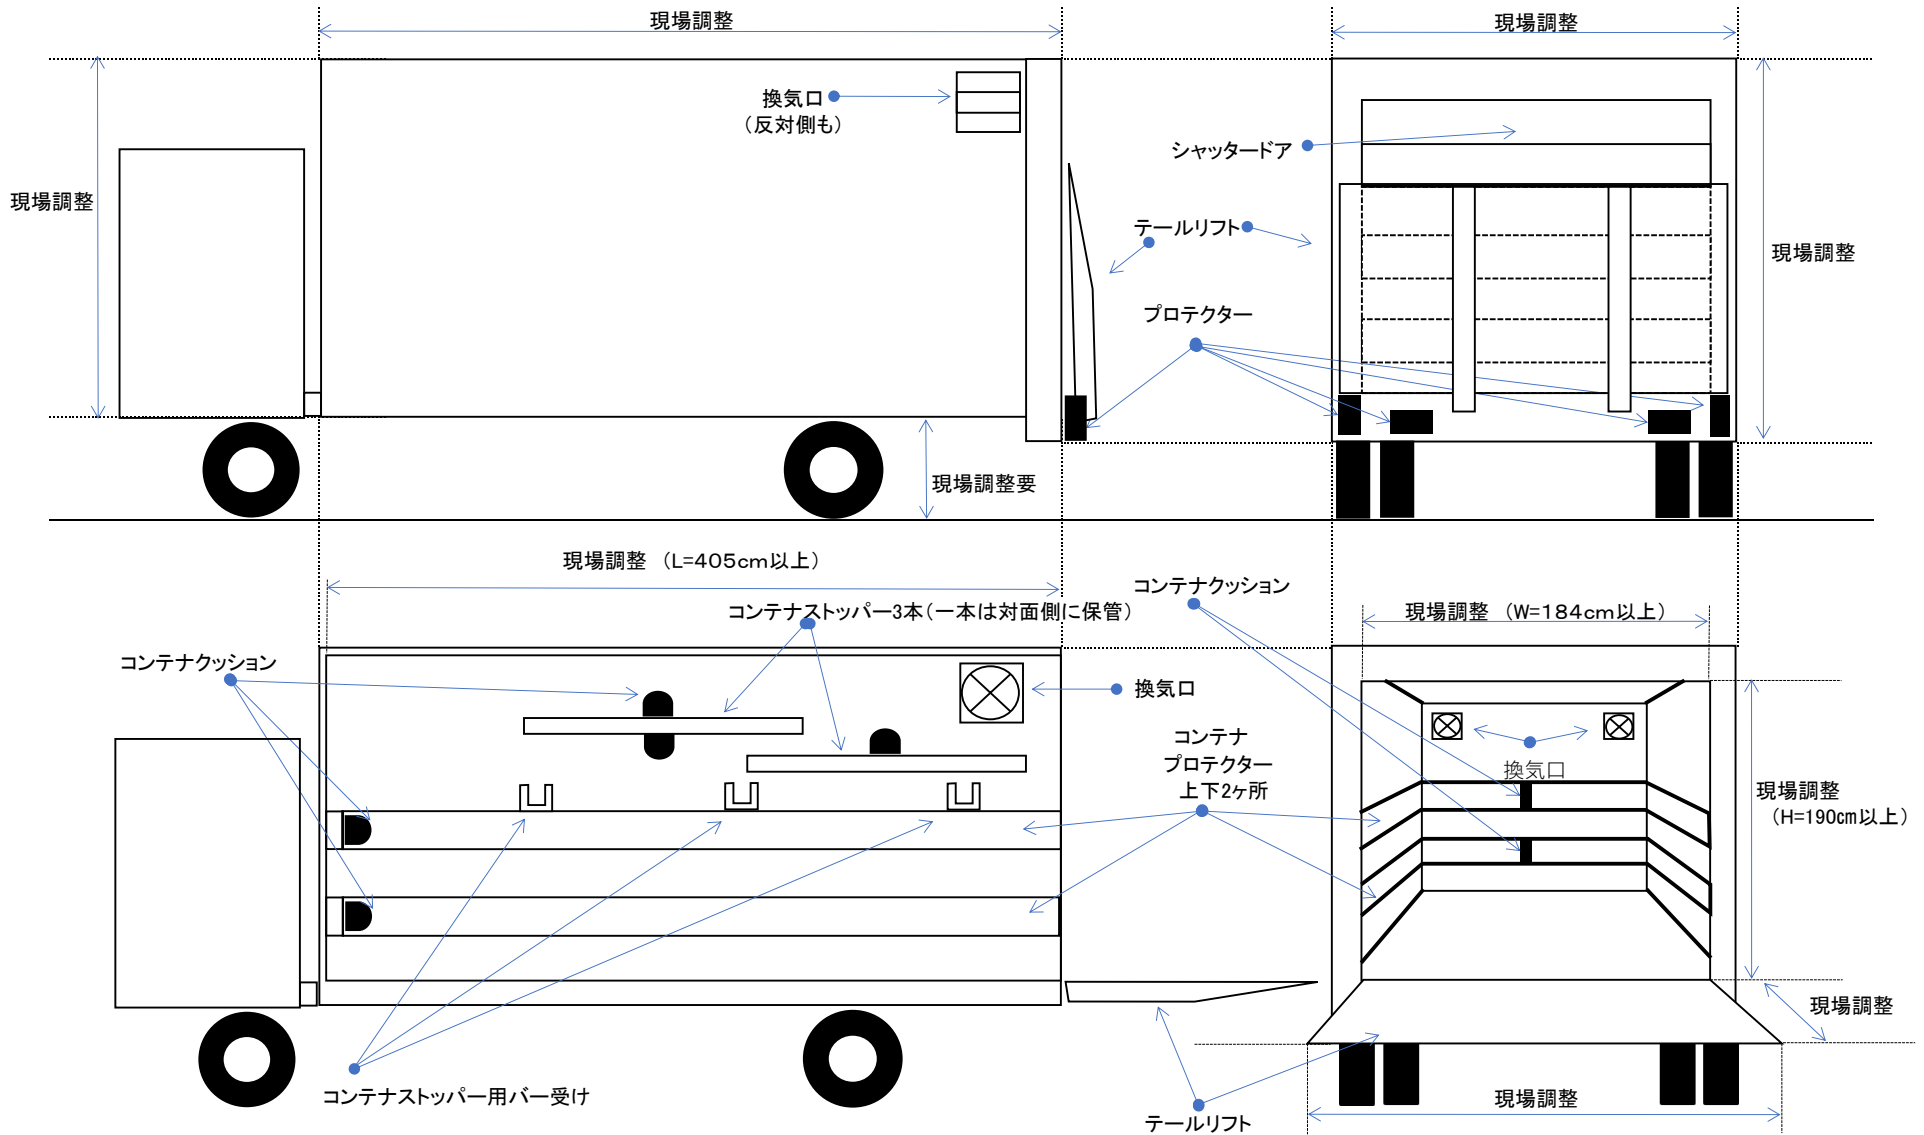 現場調整
現場調整
換気口
（反対側も）
シャッタードア
現場調整
テールリフト
現場調整
プロテクター
現場調整要
現場調整　（L=405cm以上）
コンテナクッション
コンテナストッパー3本（一本は対面側に保管）
現場調整　（W=184cm以上）
コンテナクッション
換気口
コンテナ
プロテクター
上下2ヶ所
換気口
現場調整
（H=190cm以上）
現場調整
コンテナストッパー用バー受け
現場調整
テールリフト